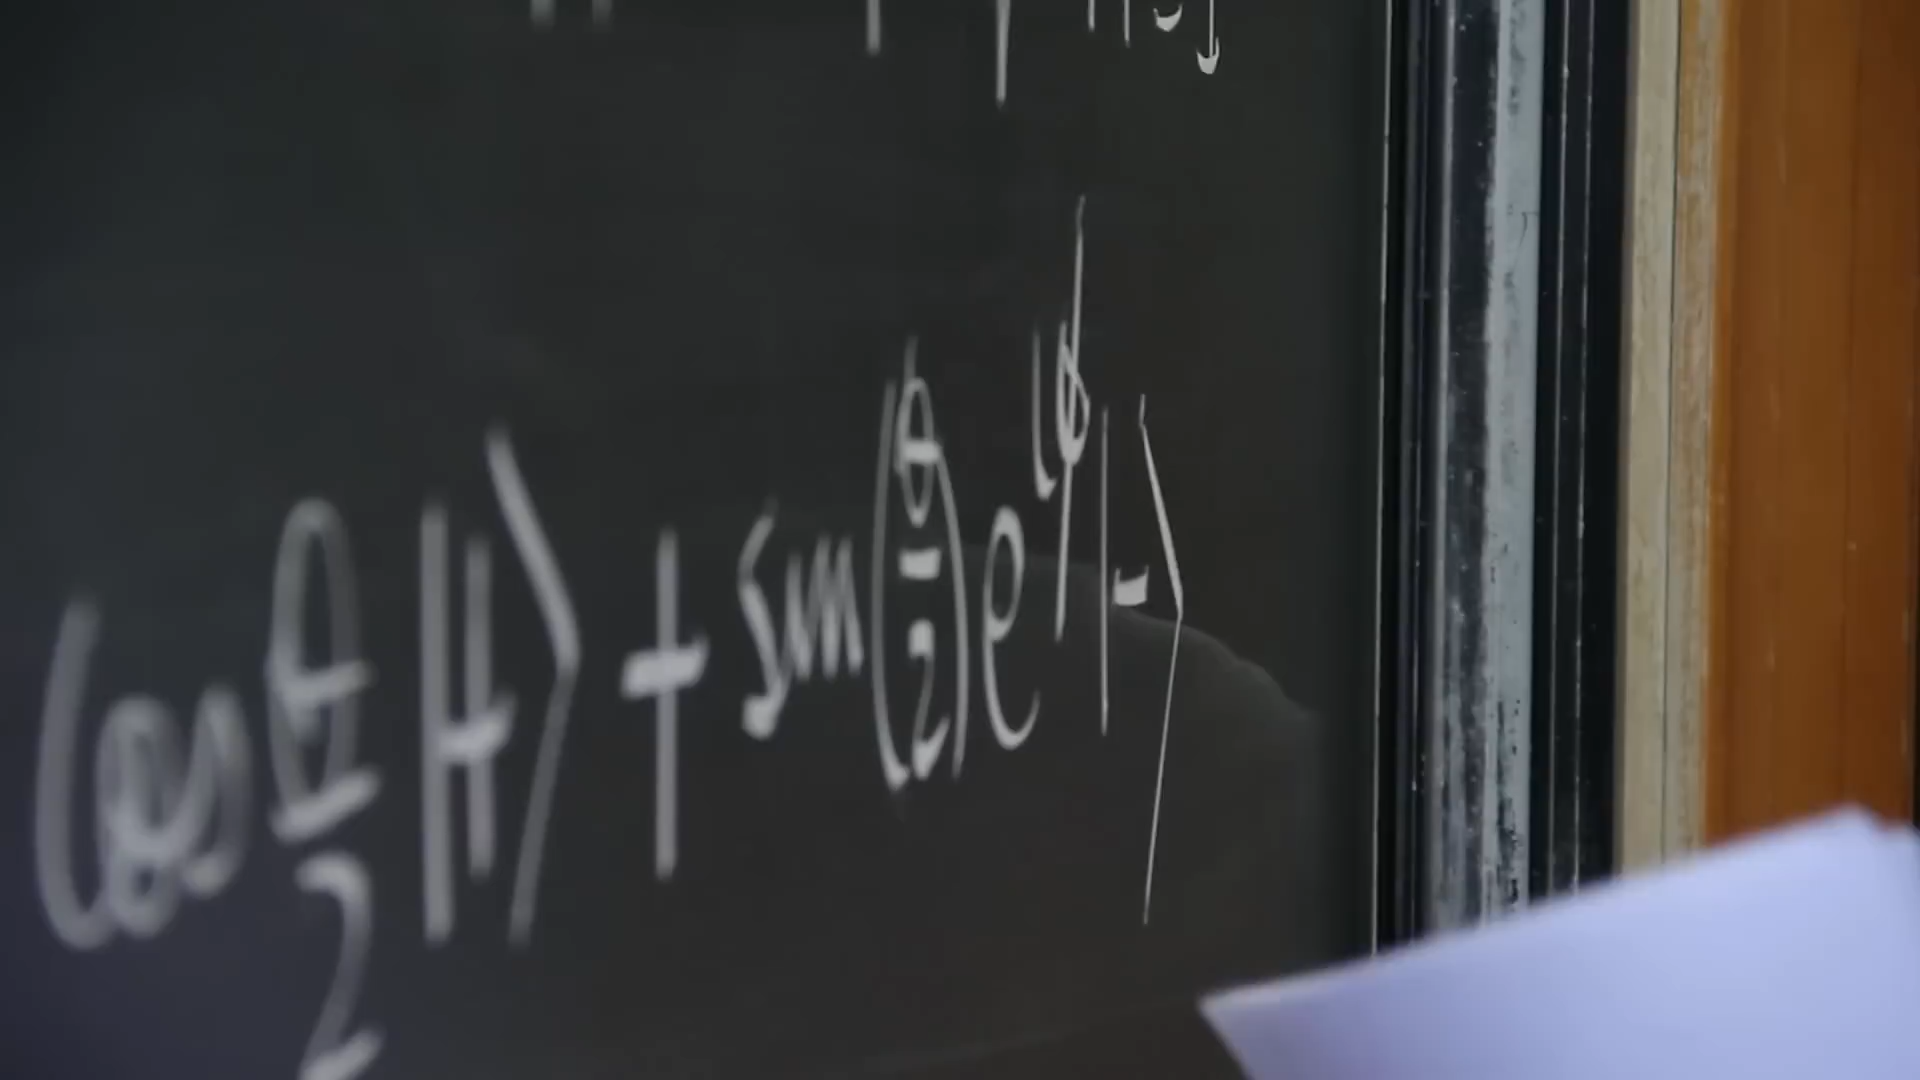 cos θ/2 |+⟩ + sin(θ/2) e^{iφ} |-⟩